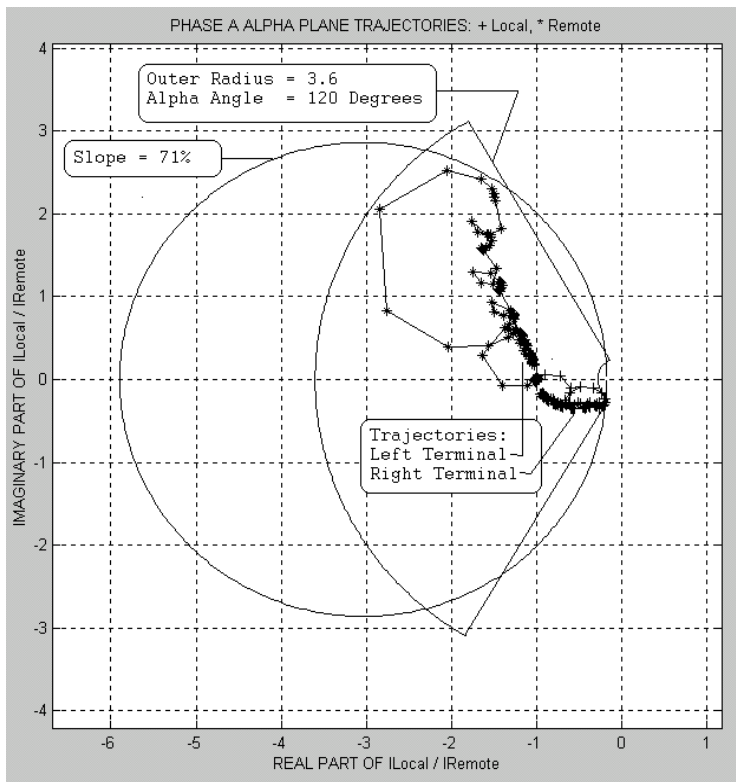 PHASE A ALPHA PLANE TRAJECTORIES: + Local, * Remote
Outer Radius = 3.6
Alpha Angle = 120 Degrees
Slope = 71%
Trajectories:
Left Terminal
Right Terminal
IMAGINARY PART OF ILocal / IRemote
4
3
2
1
0
-1
-2
-3
-4
-6
-5
-4
-3
-2
-1
0
1
REAL PART OF ILocal / IRemote